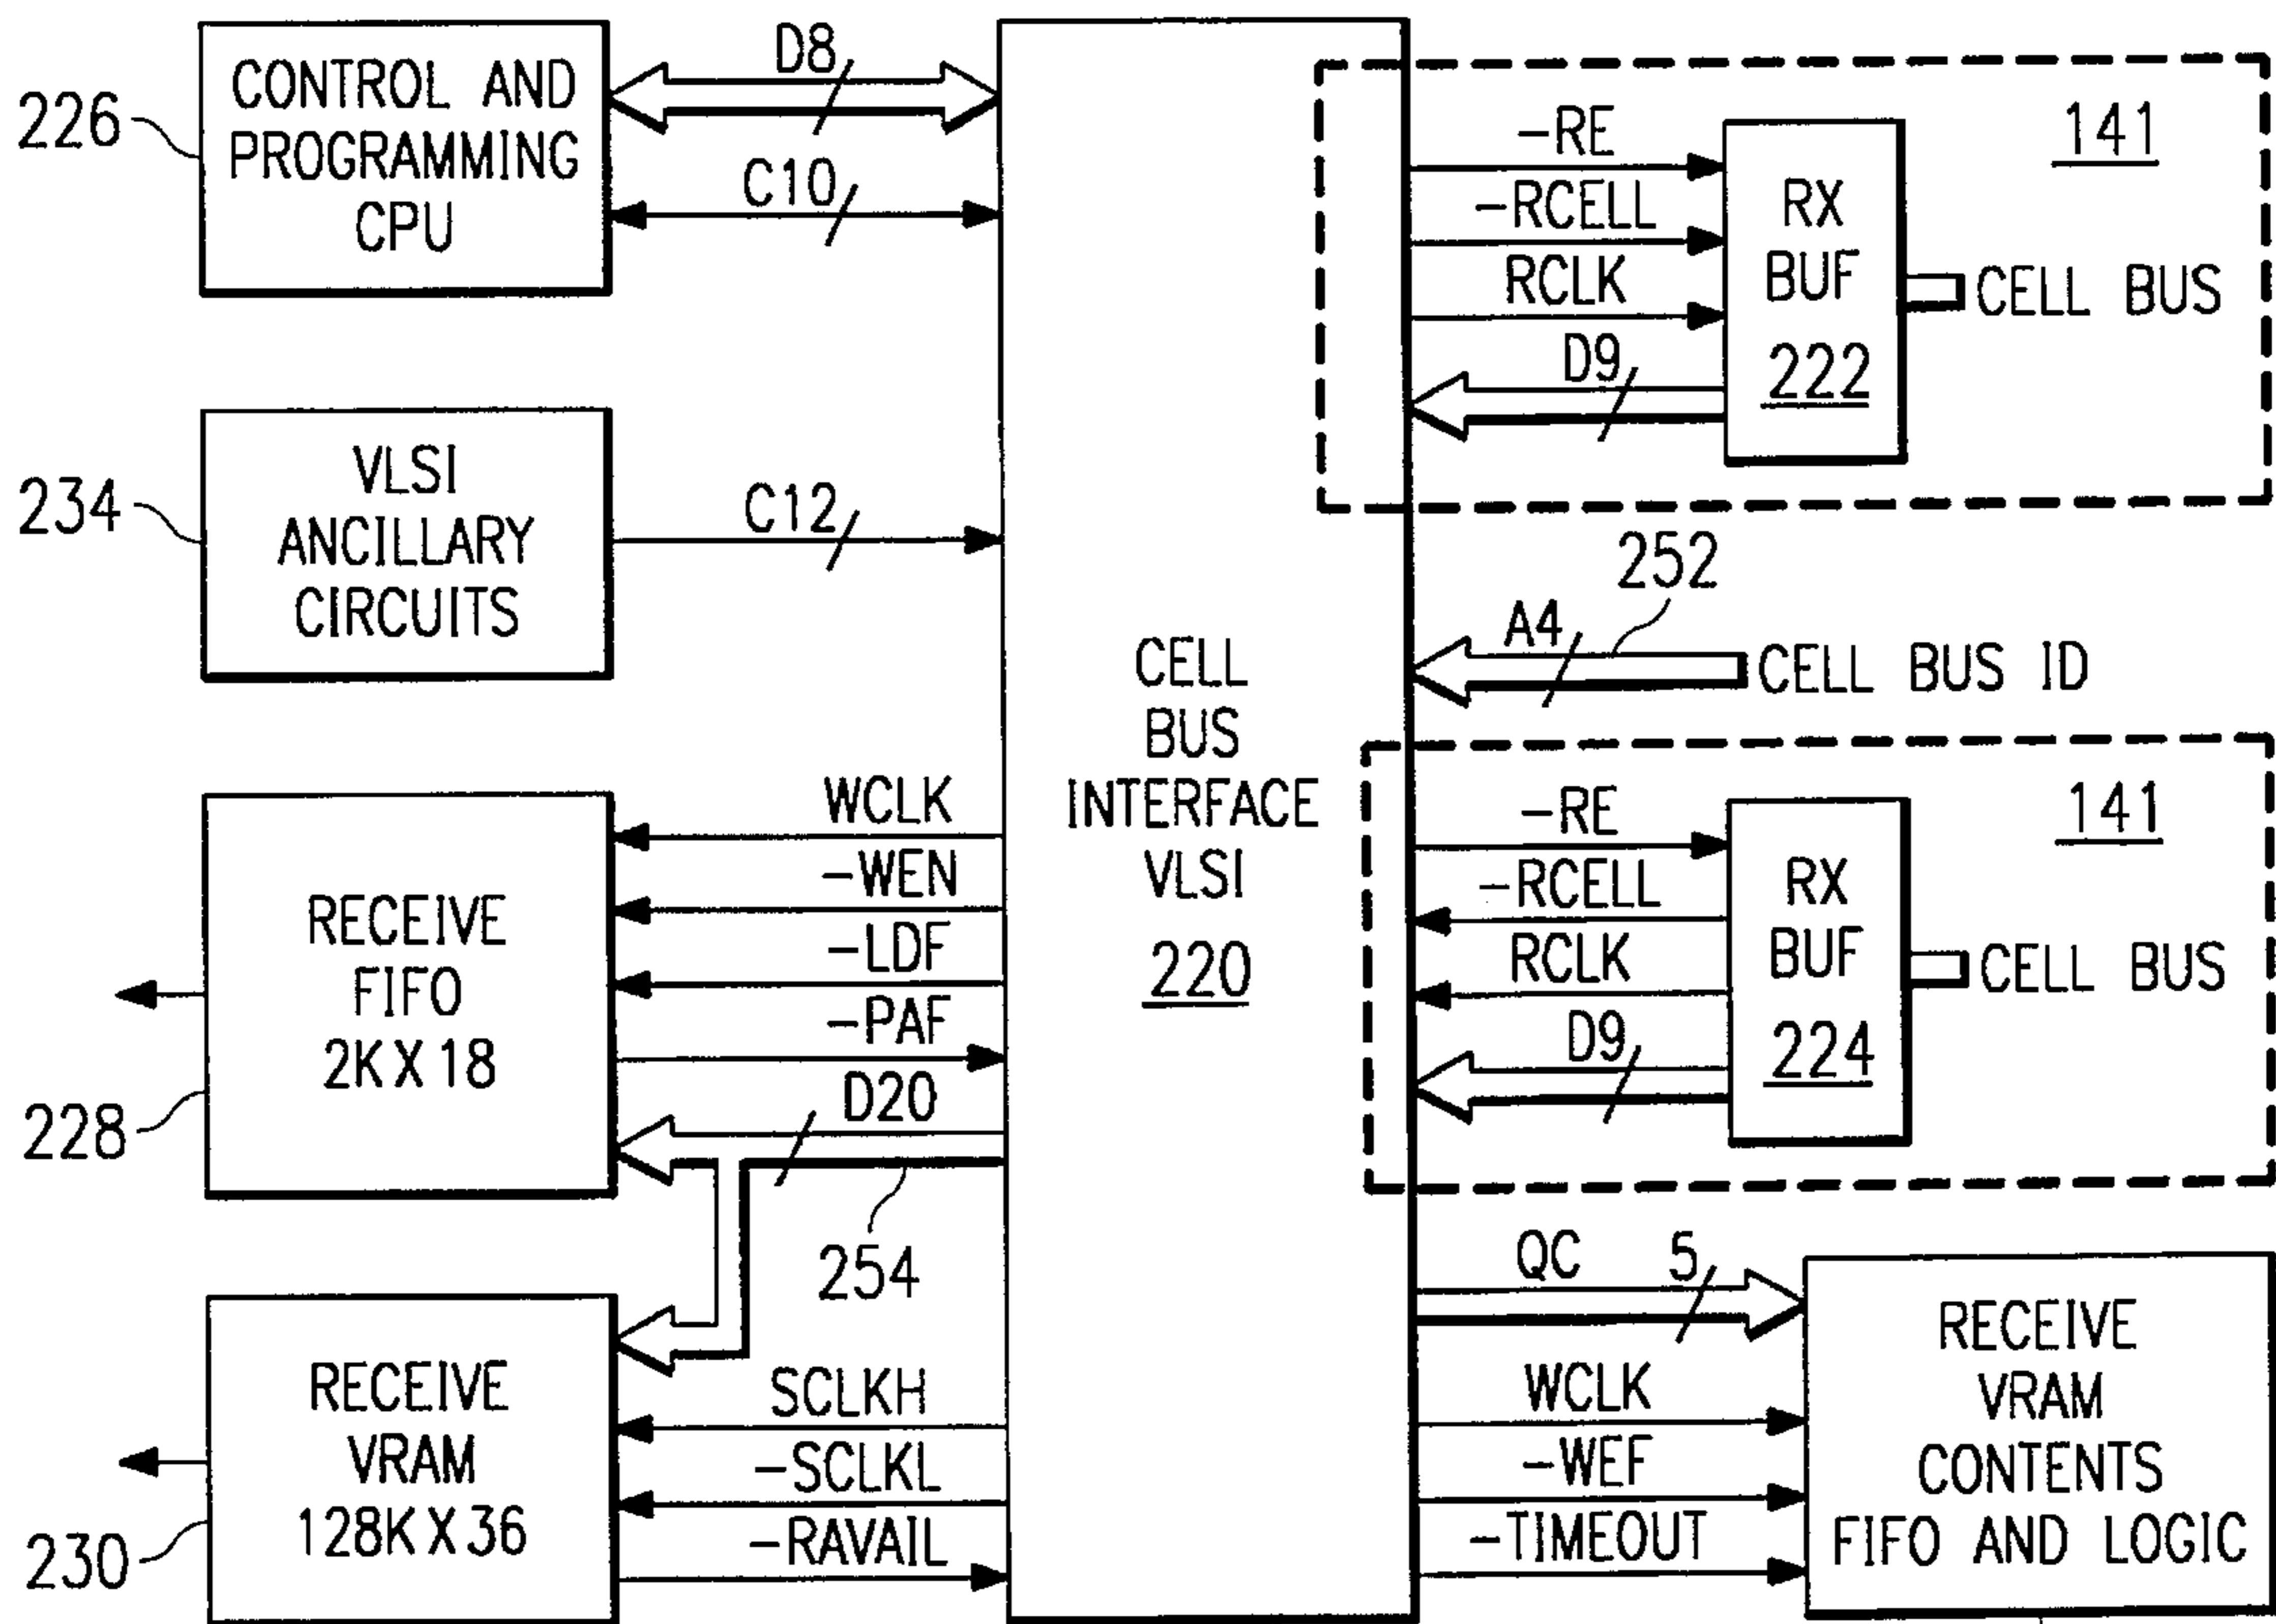 226
CONTROL AND
PROGRAMMING
CPU
D8
C10
234
VLSI
ANCILLARY
CIRCUITS
C12
228
RECEIVE
FIFO
2K X 18
WCLK
-WEN
-LDF
-PAF
D20
254
230
RECEIVE
VRAM
128K X 36
SCLKH
-SCLKL
-RAVAIL
CELL
BUS
INTERFACE
VLSI
220
-RE
-RCELL
RCLK
D9
RX
BUF
222
141
CELL BUS
252
A4
CELL BUS ID
-RE
-RCELL
RCLK
D9
RX
BUF
224
141
CELL BUS
QC
5
WCLK
-WEF
-TIMEOUT
RECEIVE
VRAM
CONTENTS
FIFO AND LOGIC